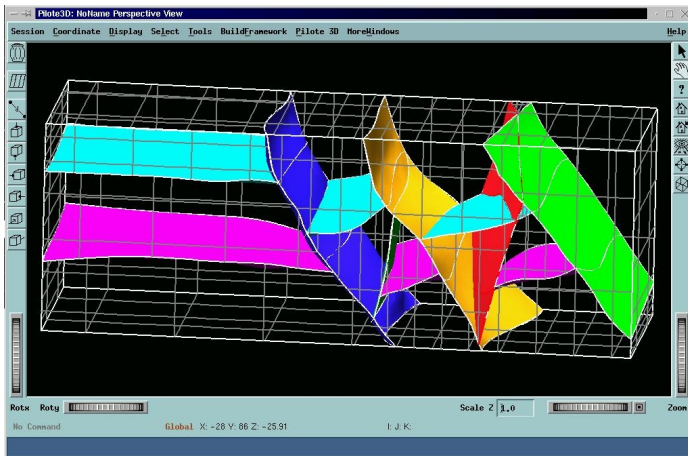 Pilote3D: NoName Perspective View
Session Coordinate Display Select Tools BuildFramework Pilote 3D MoreWindows Help
?
Rotx Roty Scale Z 1.0 Zoom
No Command Global X: -28 Y: 86 Z: -25.91 I: J: K: